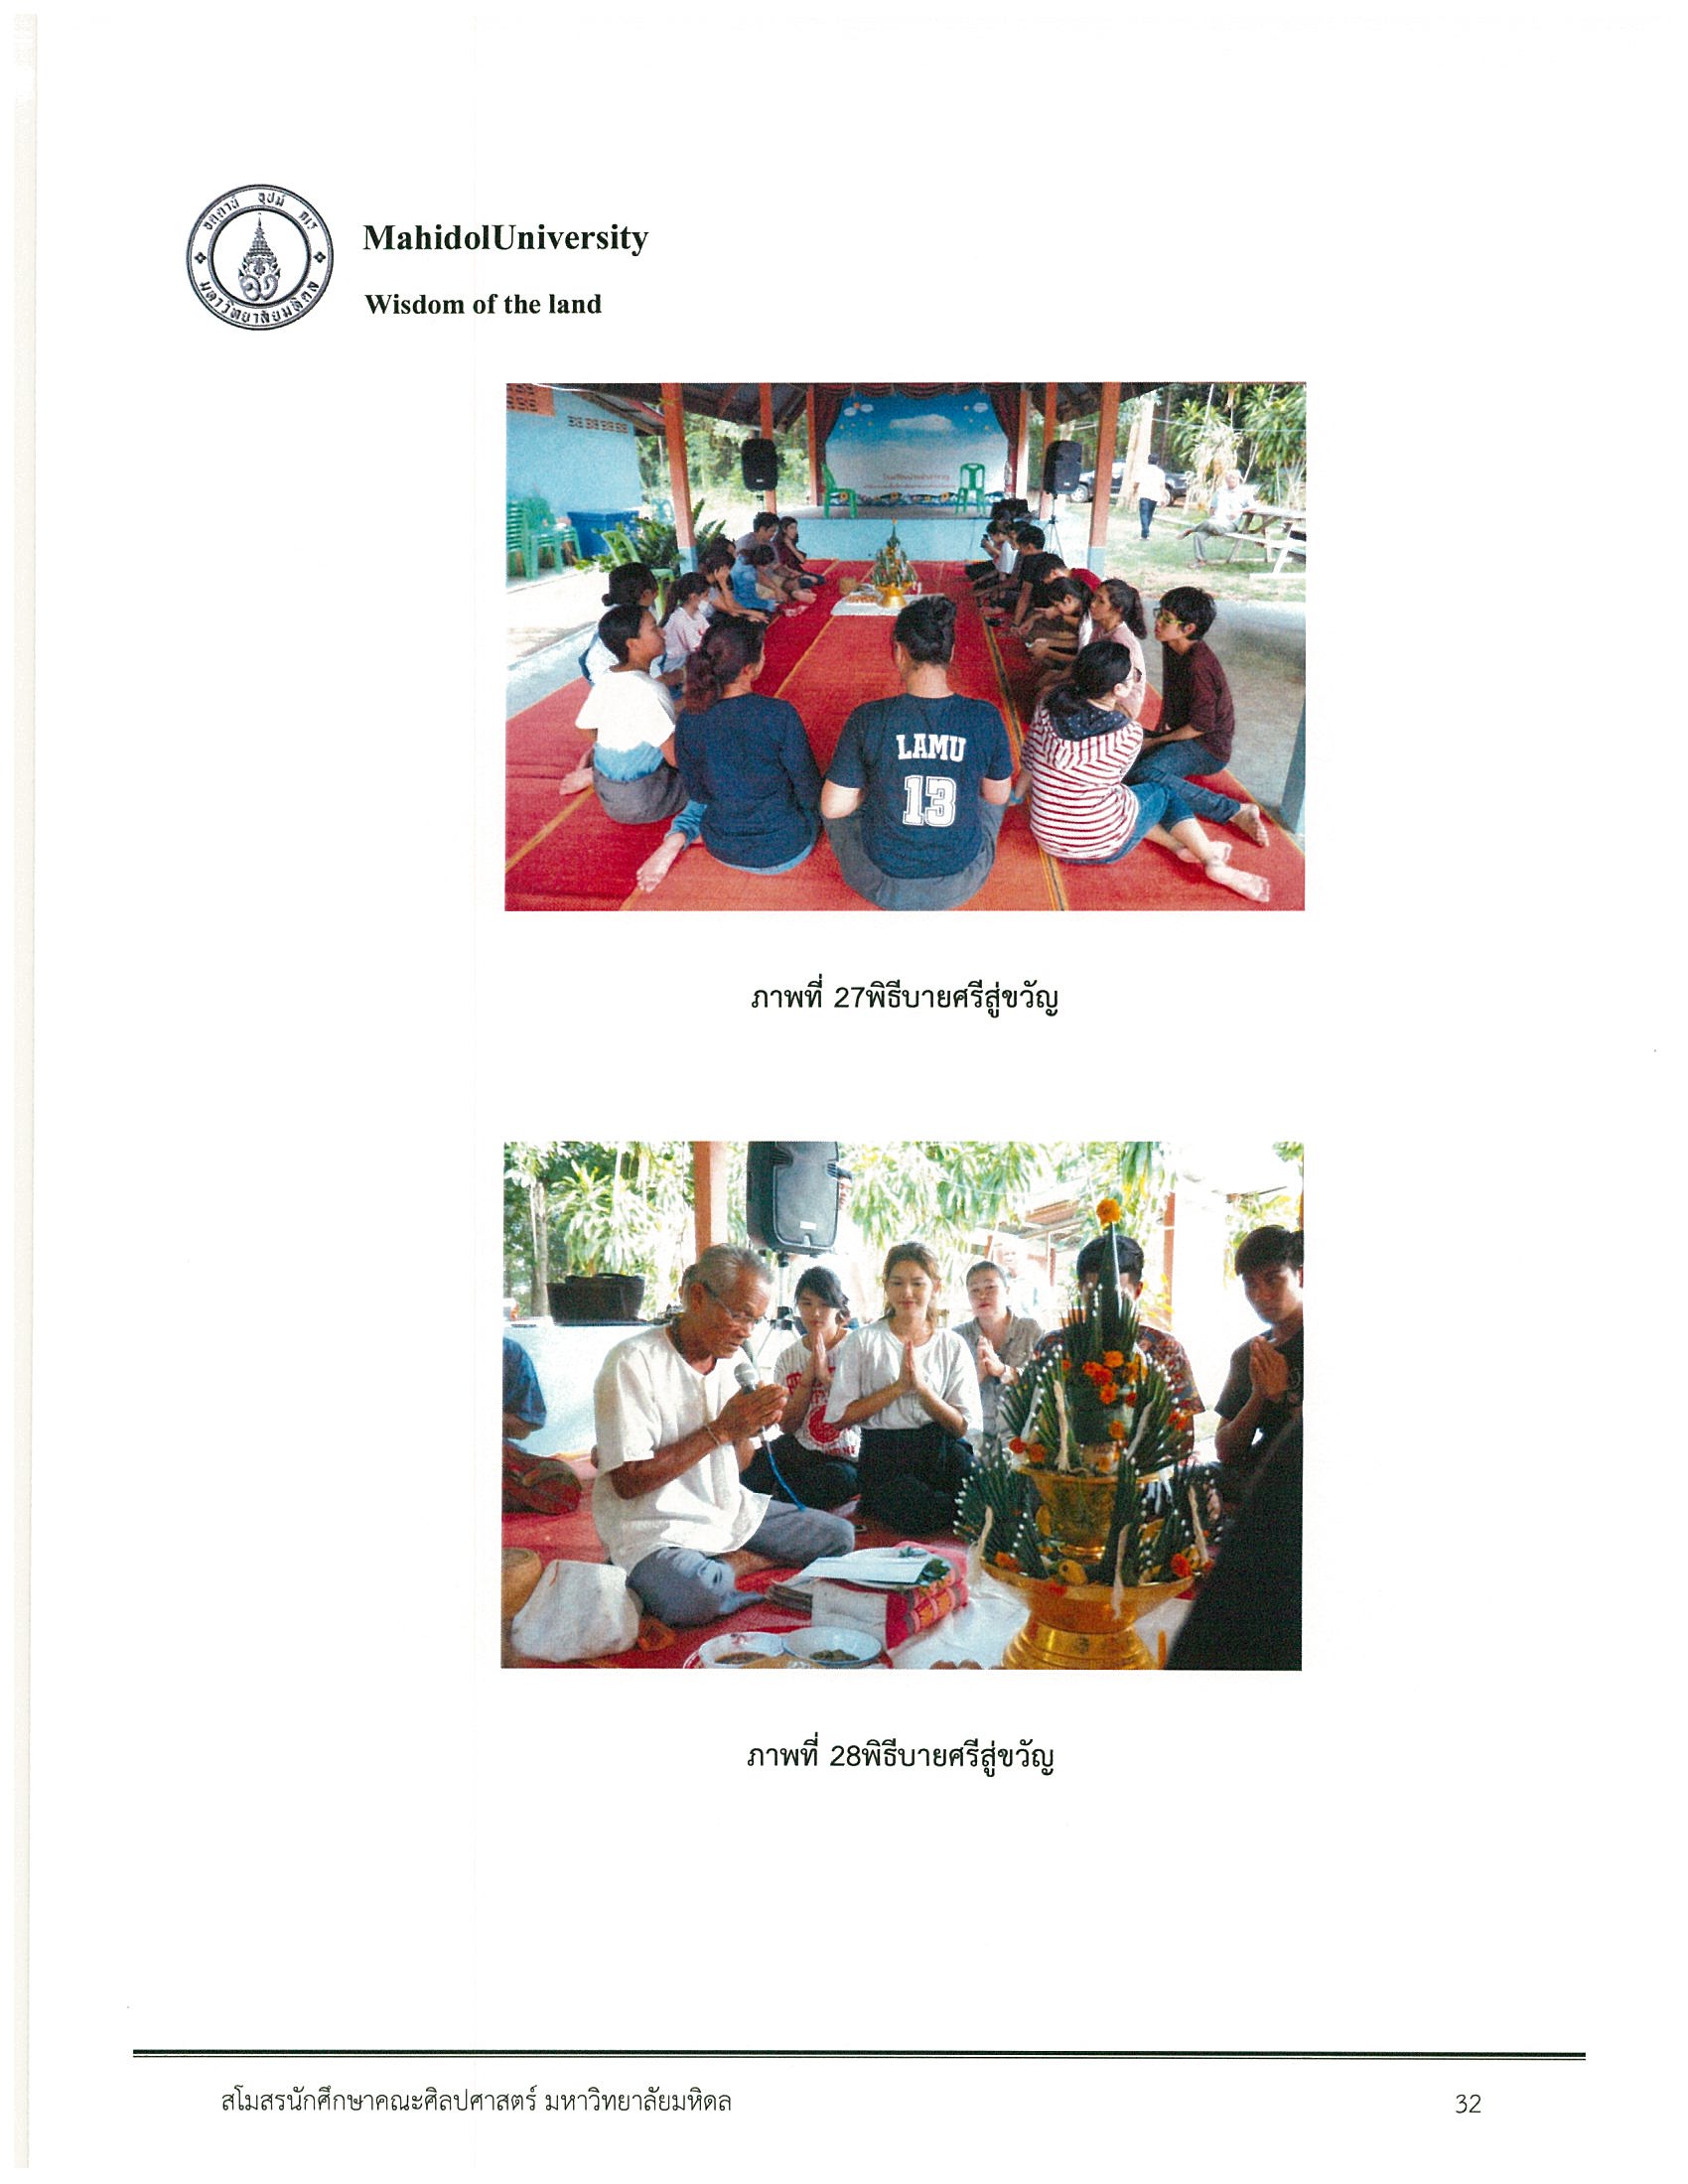 อตฺตานํ อุปมํ กเร
มหาวิทยาลัยมหิดล
MahidolUniversity
Wisdom of the land
LAMU
13
ภาพที่ 27พิธีบายศรีสู่ขวัญ
ภาพที่ 28พิธีบายศรีสู่ขวัญ
สโมสรนักศึกษาคณะศิลปศาสตร์ มหาวิทยาลัยมหิดล
32